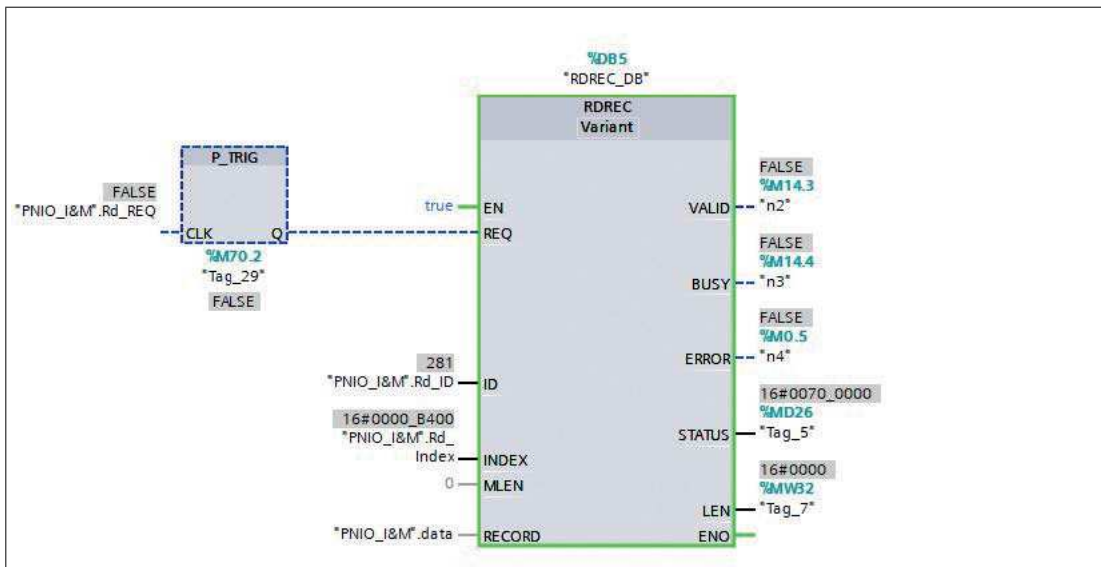 %DB5
"RDREC_DB"
RDREC
Variant
P_TRIG
FALSE
"PNIO_I&M".Rd_REQ
CLK Q
%M70.2
"Tag_29"
FALSE
true EN
REQ
281
"PNIO_I&M".Rd_ID ID
16#0000_B400
"PNIO_I&M".Rd_
Index INDEX
0 MLEN
"PNIO_I&M".data RECORD
FALSE
%M14.3
VALID "n2"
FALSE
%M14.4
BUSY "n3"
FALSE
%M0.5
ERROR "n4"
16#0070_0000
%MD26
STATUS "Tag_5"
16#0000
%MW32
LEN "Tag_7"
ENO